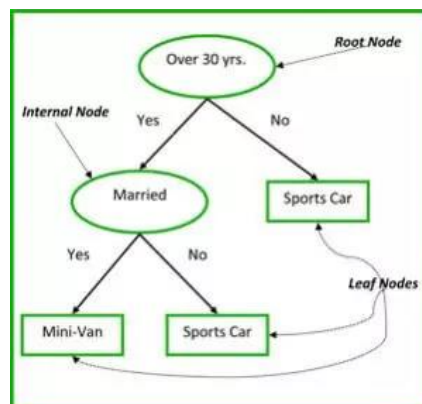 Root Node
Over 30 yrs.
Internal Node
Yes
No
Married
Sports Car
Yes
No
Leaf Nodes
Mini-Van
Sports Car